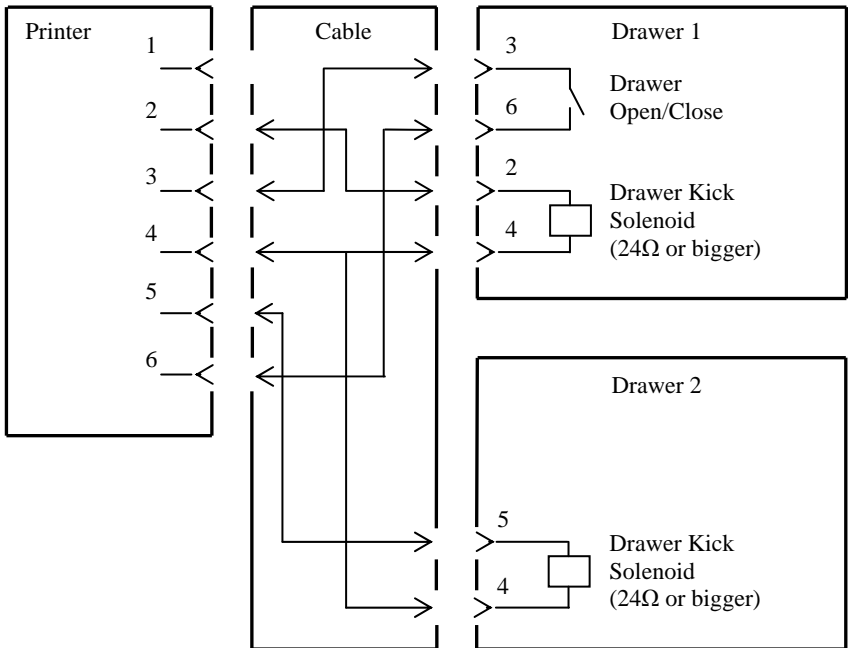 Printer
1
2
3
4
5
6
Cable
Drawer 1
3
6
Drawer
Open/Close
2
4
Drawer Kick
Solenoid
(24Ω or bigger)
Drawer 2
5
4
Drawer Kick
Solenoid
(24Ω or bigger)